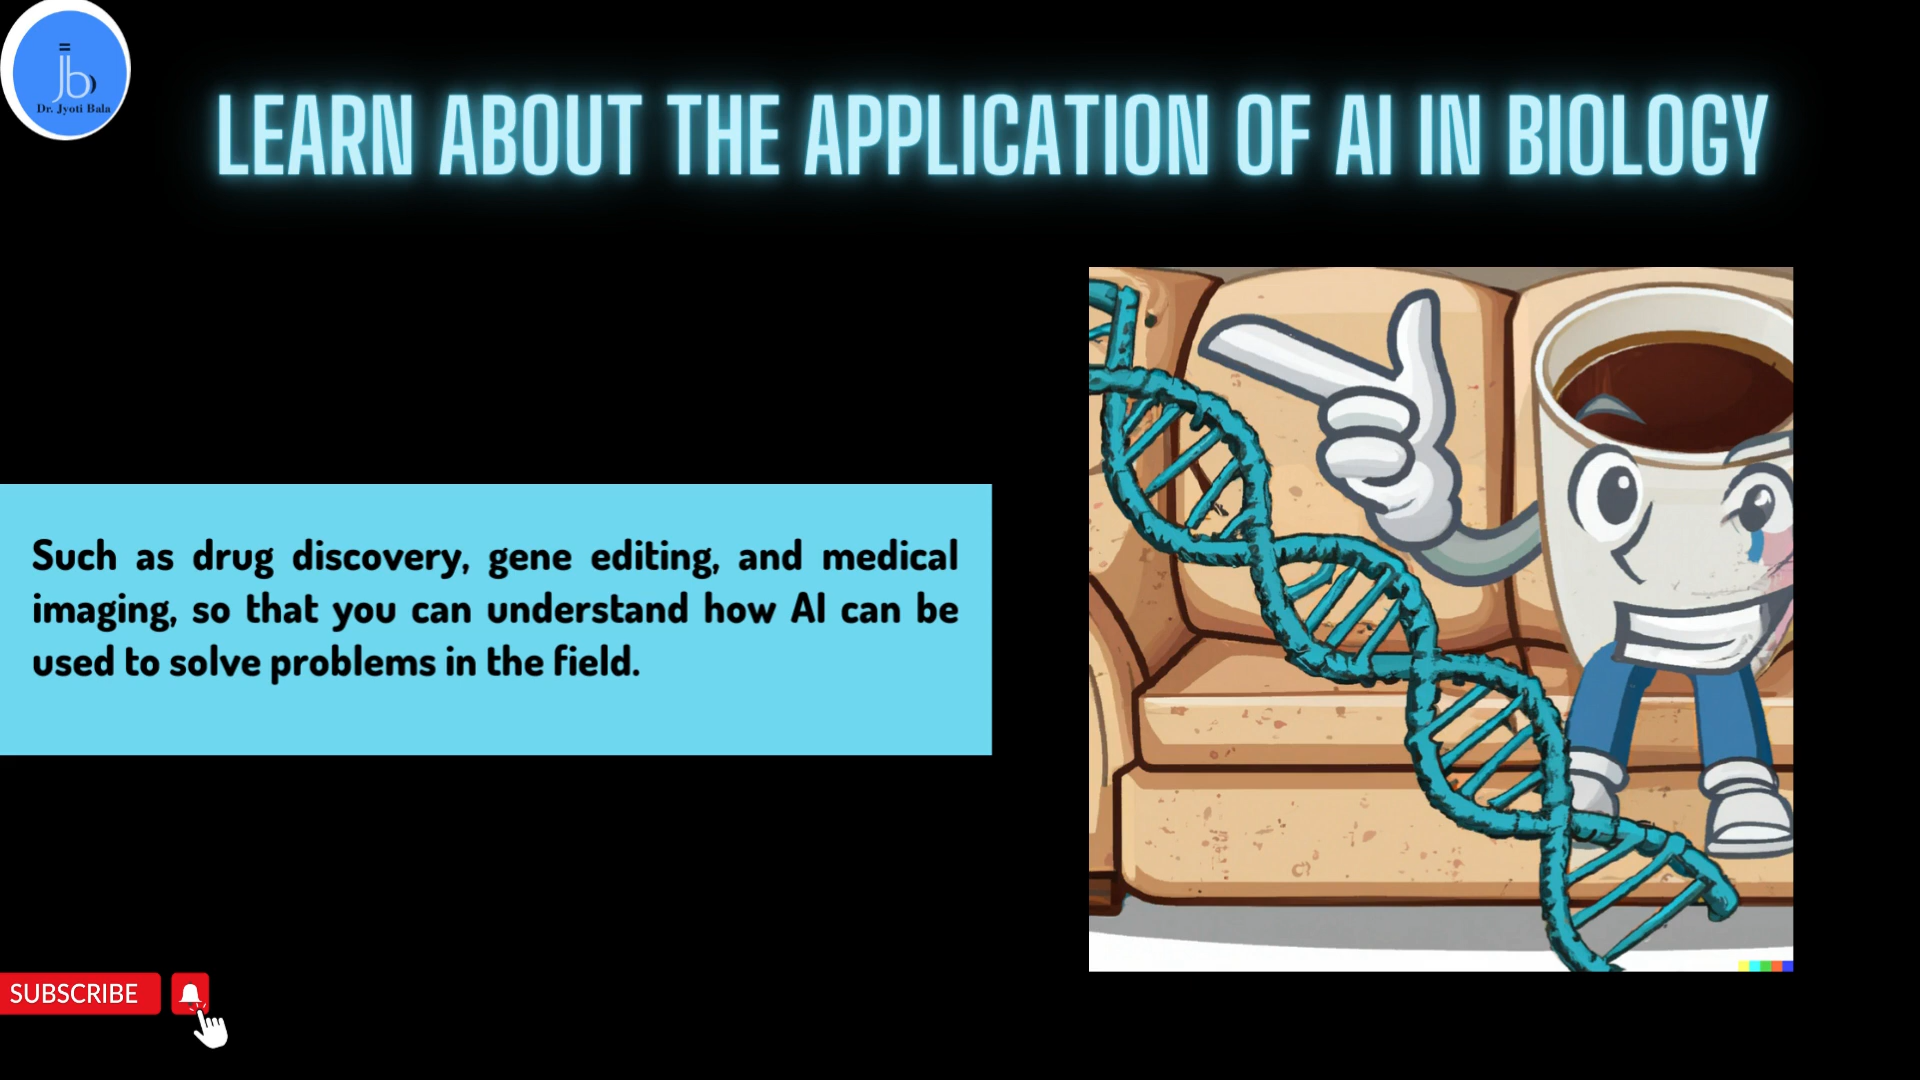 Dr. Jyoti Bala
LEARN ABOUT THE APPLICATION OF AI IN BIOLOGY
Such as drug discovery, gene editing, and medical
imaging, so that you can understand how AI can be
used to solve problems in the field.
SUBSCRIBE